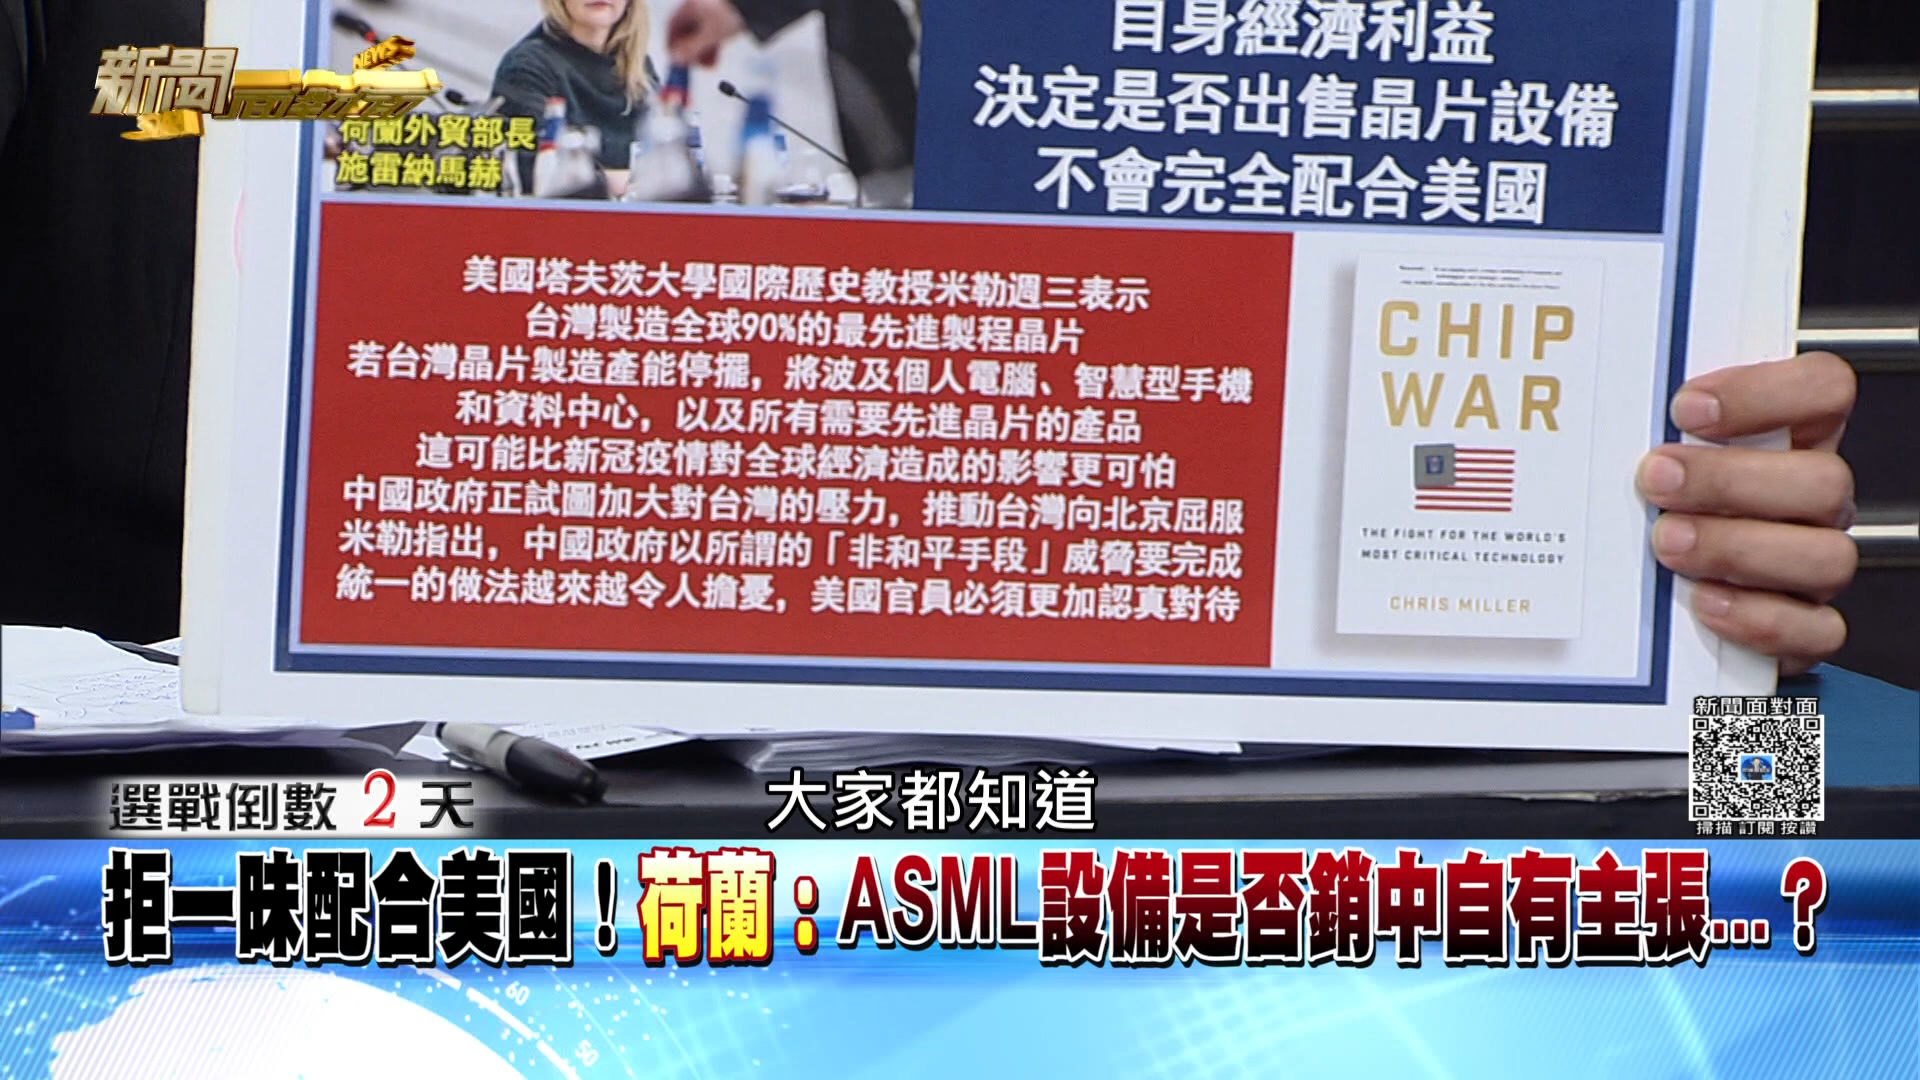 新聞面對面
NEWS
自身經濟利益
決定是否出售晶片設備
不會完全配合美國
荷蘭外貿部長
施雷納馬赫
美國塔夫茨大學國際歷史教授米勒週三表示
台灣製造全球90%的最先進製程晶片
若台灣晶片製造產能停擺，將波及個人電腦、智慧型手機
和資料中心，以及所有需要先進晶片的產品
這可能比新冠疫情對全球經濟造成的影響更可怕
中國政府正試圖加大對台灣的壓力，推動台灣向北京屈服
米勒指出，中國政府以所謂的「非和平手段」威脅要完成
統一的做法越來越令人擔憂，美國官員必須更加認真對待
CHIP
WAR
THE FIGHT FOR THE WORLD'S
MOST CRITICAL TECHNOLOGY
CHRIS MILLER
新聞面對面
掃描 訂閱 按讚
選戰倒數 2 天
大家都知道
拒一昧配合美國！荷蘭：ASML設備是否銷中自有主張...？
60
50